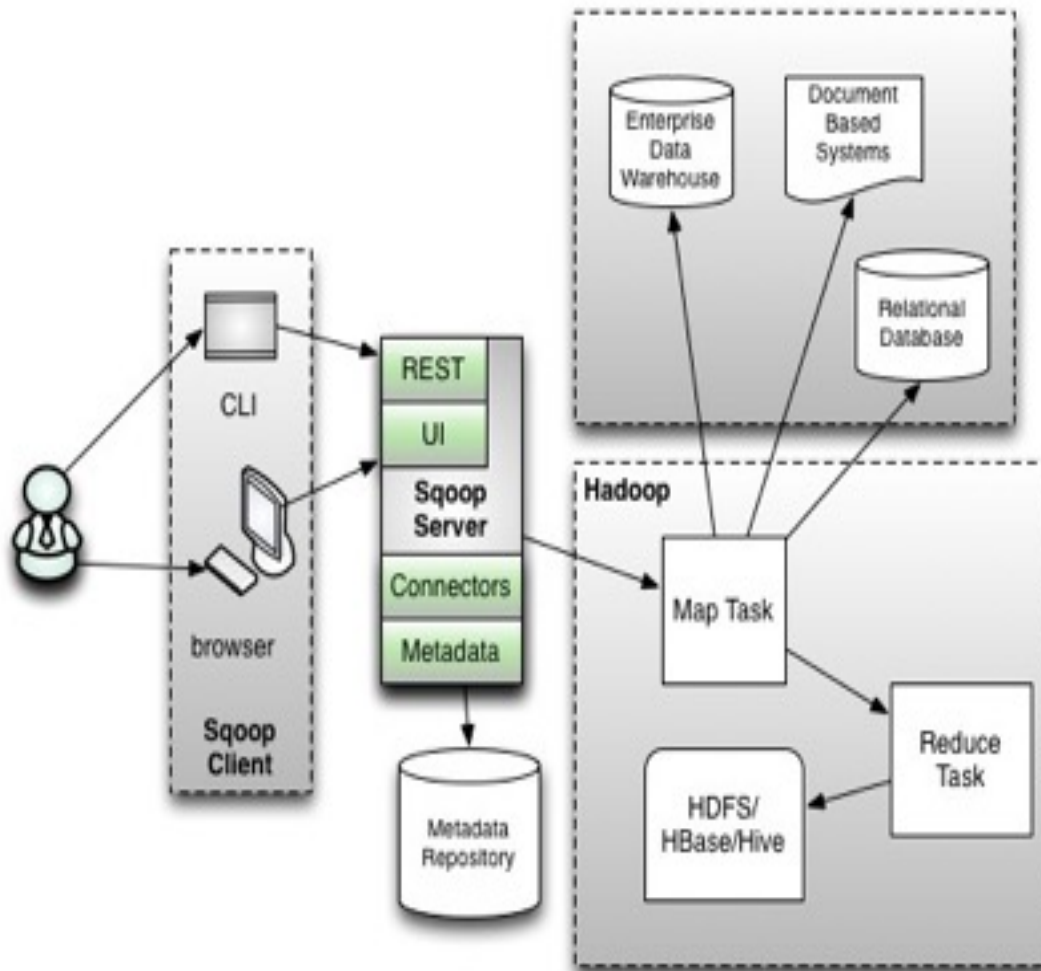 Enterprise
Data
Warehouse
Document
Based
Systems
Relational
Database
CLI
browser
Sqoop
Client
REST
UI
Sqoop
Server
Connectors
Metadata
Metadata
Repository
Hadoop
Map Task
Reduce
Task
HDFS/
HBase/Hive